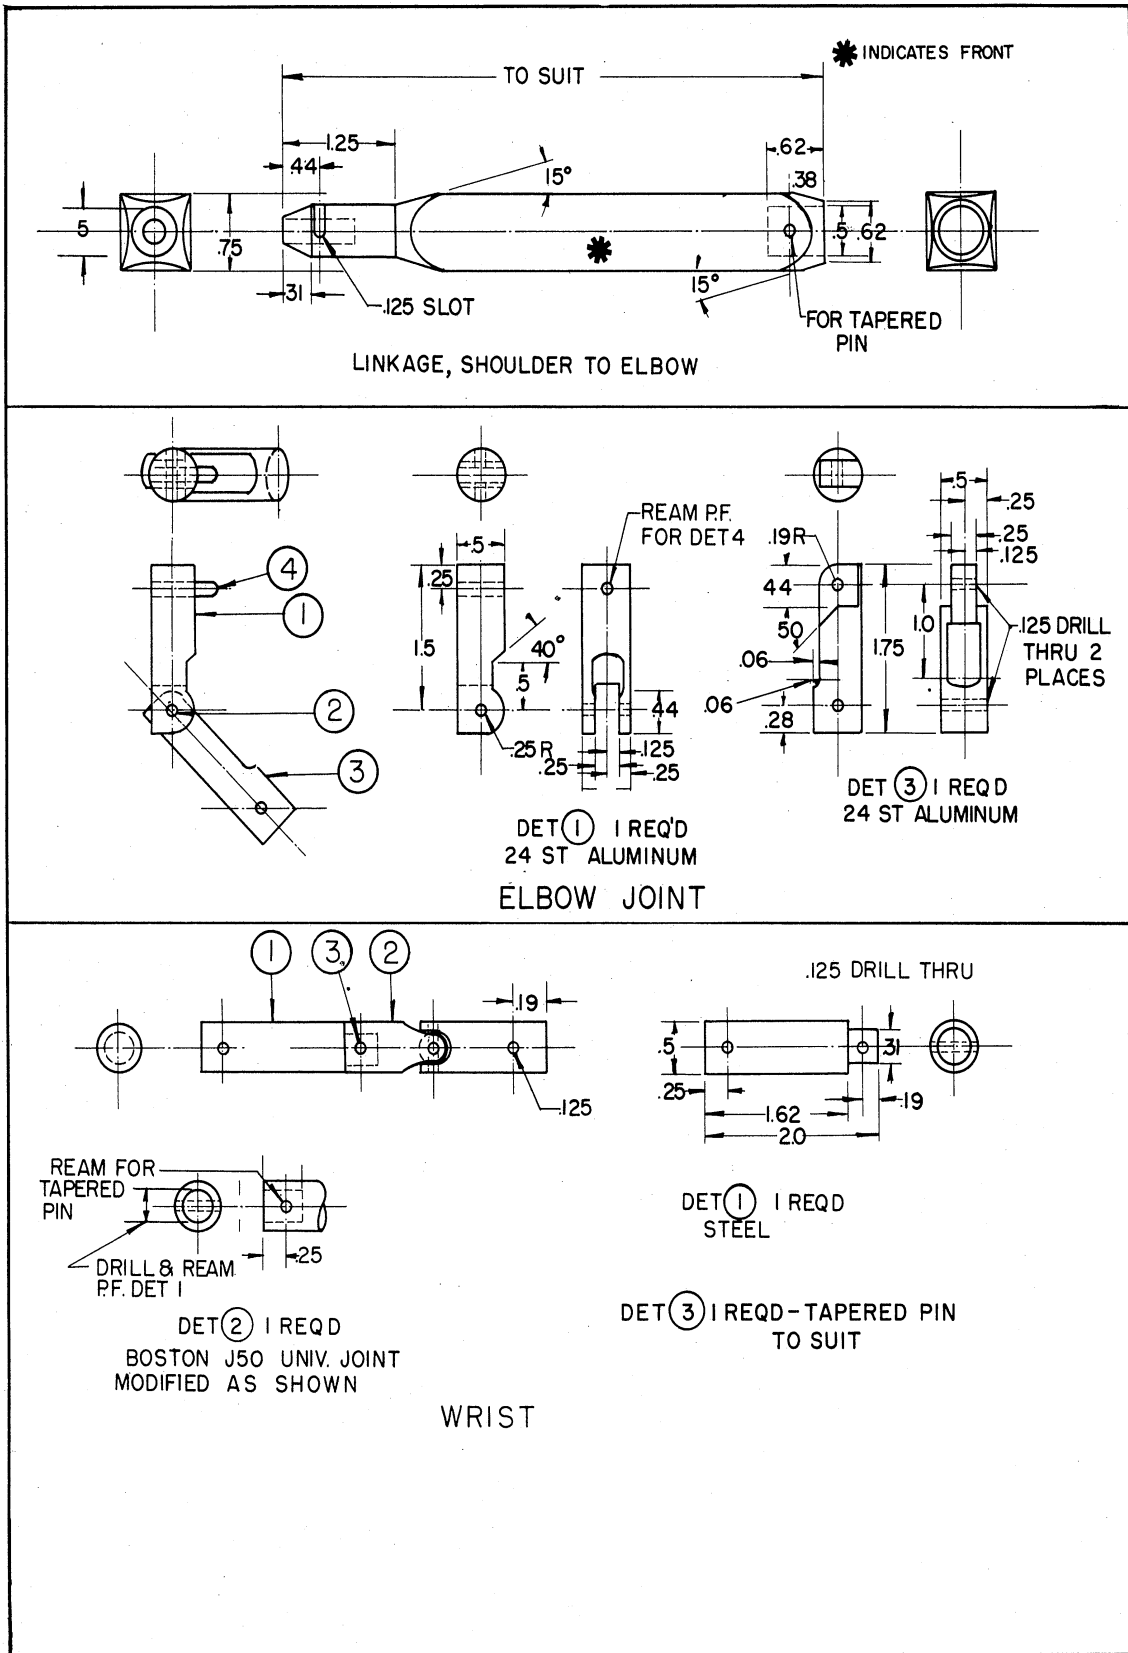 ✱ INDICATES FRONT
TO SUIT
1.25
.44
15°
.62
.38
.5
.75
.5
.62
.31
15°
.125 SLOT
FOR TAPERED
PIN
LINKAGE, SHOULDER TO ELBOW
4
1
2
3
.5
.25
1.5
40°
.5
.25 R
REAM P.F.
FOR DET 4
.44
.125
.25
.25
DET 1 1 REQ'D
24 ST ALUMINUM
.19 R
.44
.50
.06
.06
.28
1.75
.5
.25
.25
.125
1.0
.125 DRILL
THRU 2
PLACES
DET 3 1 REQD
24 ST ALUMINUM
ELBOW JOINT
1
3
2
.19
.125
.125 DRILL THRU
.5
.31
.25
.19
1.62
2.0
REAM FOR
TAPERED
PIN
.25
DRILL & REAM
P.F. DET 1
DET 2 1 REQD
BOSTON J50 UNIV. JOINT
MODIFIED AS SHOWN
DET 1 1 REQD
STEEL
DET 3 1 REQD-TAPERED PIN
TO SUIT
WRIST